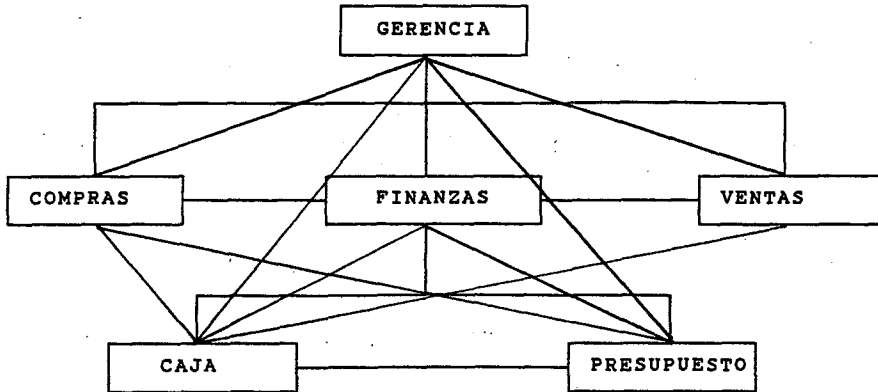 GERENCIA
COMPRAS
FINANZAS
VENTAS
CAJA
PRESUPUESTO